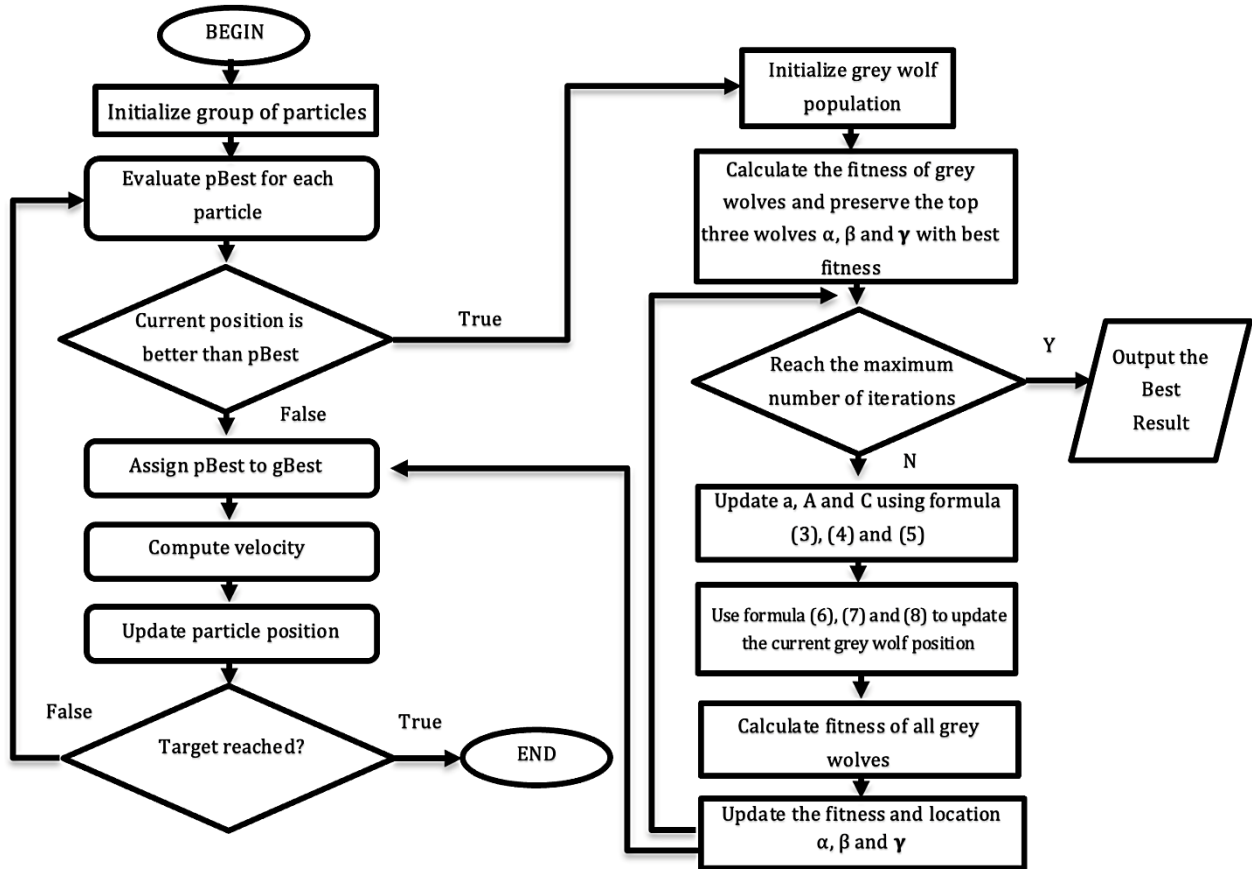 BEGIN
Initialize group of particles
Evaluate pBest for each
particle
Current position is
better than pBest
True
False
Assign pBest to gBest
Compute velocity
Update particle position
Target reached?
False
True
END
Initialize grey wolf
population
Calculate the fitness of grey
wolves and preserve the top
three wolves α, β and γ with best
fitness
Reach the maximum
number of iterations
Y
Output the
Best
Result
N
Update a, A and C using formula
(3), (4) and (5)
Use formula (6), (7) and (8) to update
the current grey wolf position
Calculate fitness of all grey
wolves
Update the fitness and location
α, β and γ